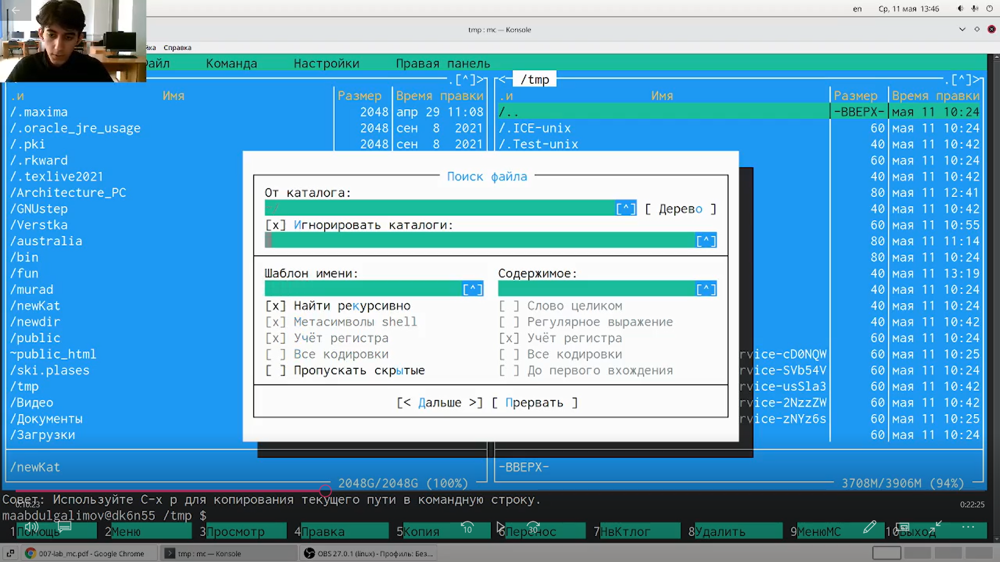 en Ср, 11 мая 13:46
tmp : mc — Konsole
Справка
Команда Настройки Правая панель
.[^]> <─ /tmp .[^]>
.и Имя Размер Время правки .и Имя Размер Время правки
/.maxima 2048 апр 29 11:08 /.. -ВВЕРХ- мая 11 10:24
/.oracle_jre_usage 2048 сен 8 2021 /.ICE-unix 60 мая 11 10:24
/.pki 2048 сен 8 2021 /.Test-unix 40 мая 11 10:42
/.rkward 60 мая 11 10:24
/.texlive2021 Поиск файла 40 мая 11 10:42
/Architecture_PC От каталога: 80 мая 11 12:41
/GNUstep ~/ [^] [ Дерево ] 40 мая 11 10:42
/Verstka [x] Игнорировать каталоги: 60 мая 11 10:55
/australia [^] 80 мая 11 11:14
/bin 80 мая 11 10:24
/fun Шаблон имени: Содержимое: 40 мая 11 13:19
/murad [^] [^] 40 мая 11 10:24
/newKat [x] Найти рекурсивно [ ] Слово целиком 60 мая 11 10:42
/newdir [x] Метасимволы shell [ ] Регулярное выражение 40 мая 11 10:42
/public [x] Учёт регистра [x] Учёт регистра 60 мая 11 10:24
~public_html [ ] Все кодировки [ ] Все кодировки rvice-cD0NQW 60 мая 11 10:25
/ski.plases [ ] Пропускать скрытые [ ] До первого вхождения rvice-SVb54V 60 мая 11 10:24
/tmp rvice-usSla3 60 мая 11 10:42
/Видео [< Дальше >] [ Прервать ] rvice-2NzzZW 60 мая 11 10:42
/Документы rvice-zNYz6s 60 мая 11 10:25
/Загрузки 60 мая 11 10:24
/newKat -ВВЕРХ-
2048G/2048G (100%) 3708M/3906M (94%)
Совет: Используйте C-x p для копирования текущего пути в командную строку.
0:10:23 0:22:25
maabdulgalimov@dk6n55 /tmp $
10 30
1Помощь 2Меню 3Просмотр 4Правка 5Копия 6Перенос 7НвКтлог 8Удалить 9МенюМС 10Выход
007-lab_mc.pdf - Google Chrome tmp : mc — Konsole OBS 27.0.1 (linux) - Профиль: Без...